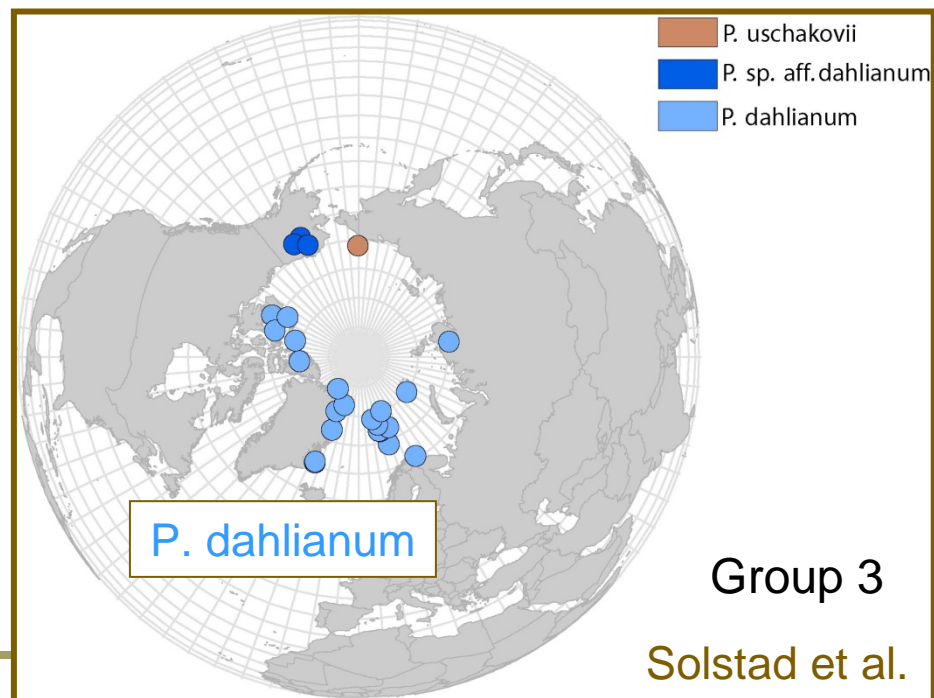 P. uschakovii
P. sp. aff.dahlianum
P. dahlianum
P. dahlianum
Group 3
Solstad et al.